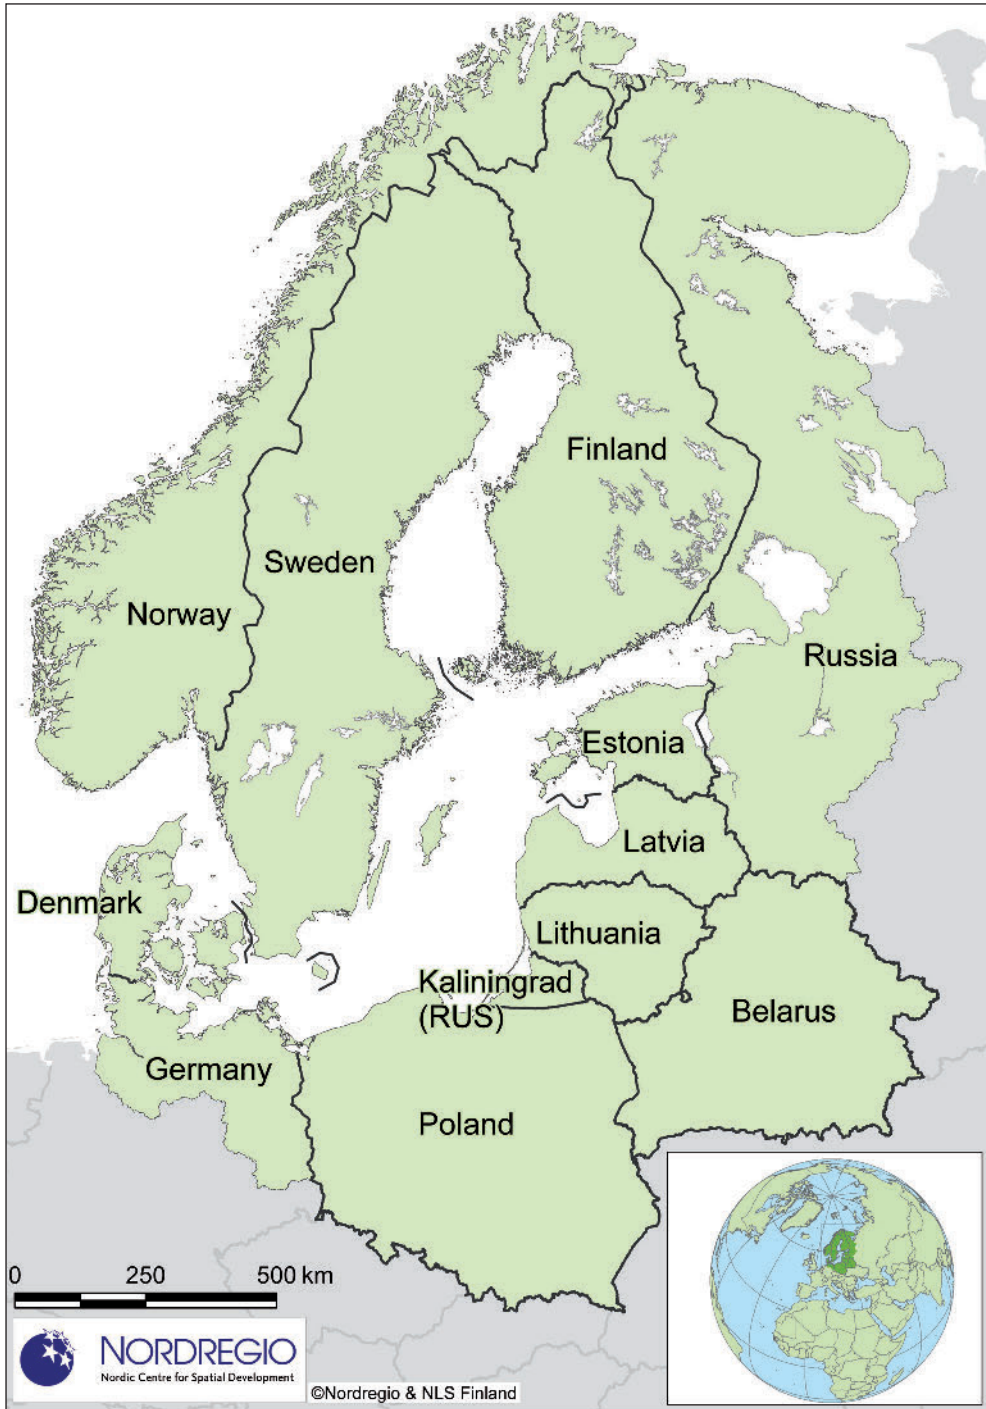 Finland
Sweden
Norway
Russia
Estonia
Latvia
Denmark
Lithuania
Kaliningrad
(RUS)
Belarus
Germany
Poland
0 250 500 km
NORDREGIO
Nordic Centre for Spatial Development
©Nordregio & NLS Finland